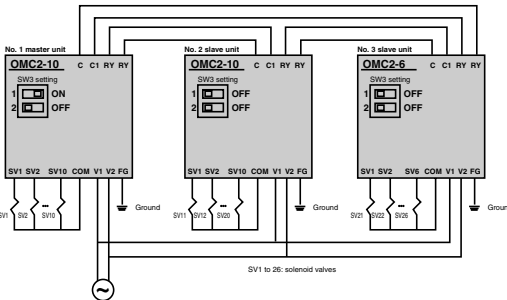 No. 1 master unit
OMC2-10 C C1 RY RY
SW3 setting
1 ON
2 OFF
SV1 SV2 SV10 COM V1 V2 FG
SV1 SV2 ... SV10 Ground
No. 2 slave unit
OMC2-10 C C1 RY RY
SW3 setting
1 OFF
2 OFF
SV1 SV2 SV10 COM V1 V2 FG
SV11 SV12 ... SV20 Ground
No. 3 slave unit
OMC2-6 C C1 RY RY
SW3 setting
1 OFF
2 OFF
SV1 SV2 SV6 COM V1 V2 FG
SV21 SV22 ... SV26
SV1 to 26: solenoid valves